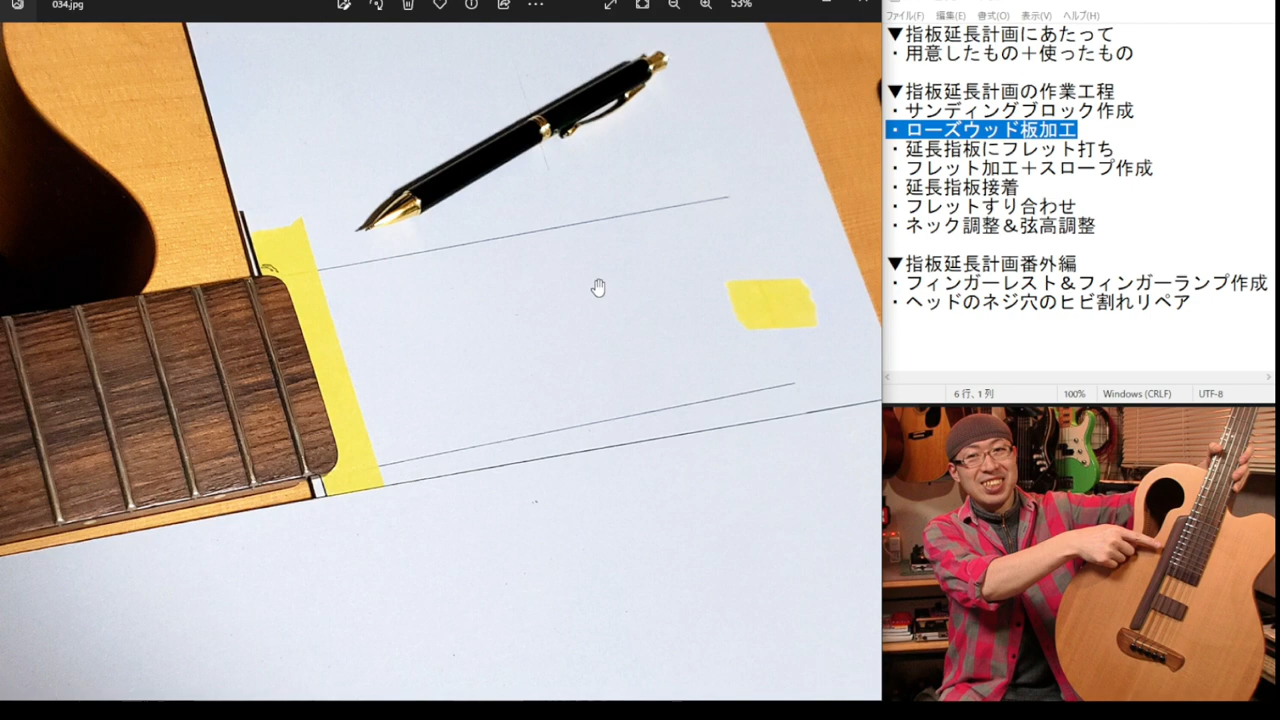 034.jpg
53%
ファイル(F) 編集(E) 書式(O) 表示(V) ヘルプ(H)
▼指板延長計画にあたって
・用意したもの＋使ったもの
▼指板延長計画の作業工程
・サンディングブロック作成
・ローズウッド板加工
・延長指板にフレット打ち
・フレット加工＋スロープ作成
・延長指板接着
・フレットすり合わせ
・ネック調整＆弦高調整
▼指板延長計画番外編
・フィンガーレスト＆フィンガーランプ作成
・ヘッドのネジ穴のヒビ割れリペア
6 行、1 列 100% Windows (CRLF) UTF-8